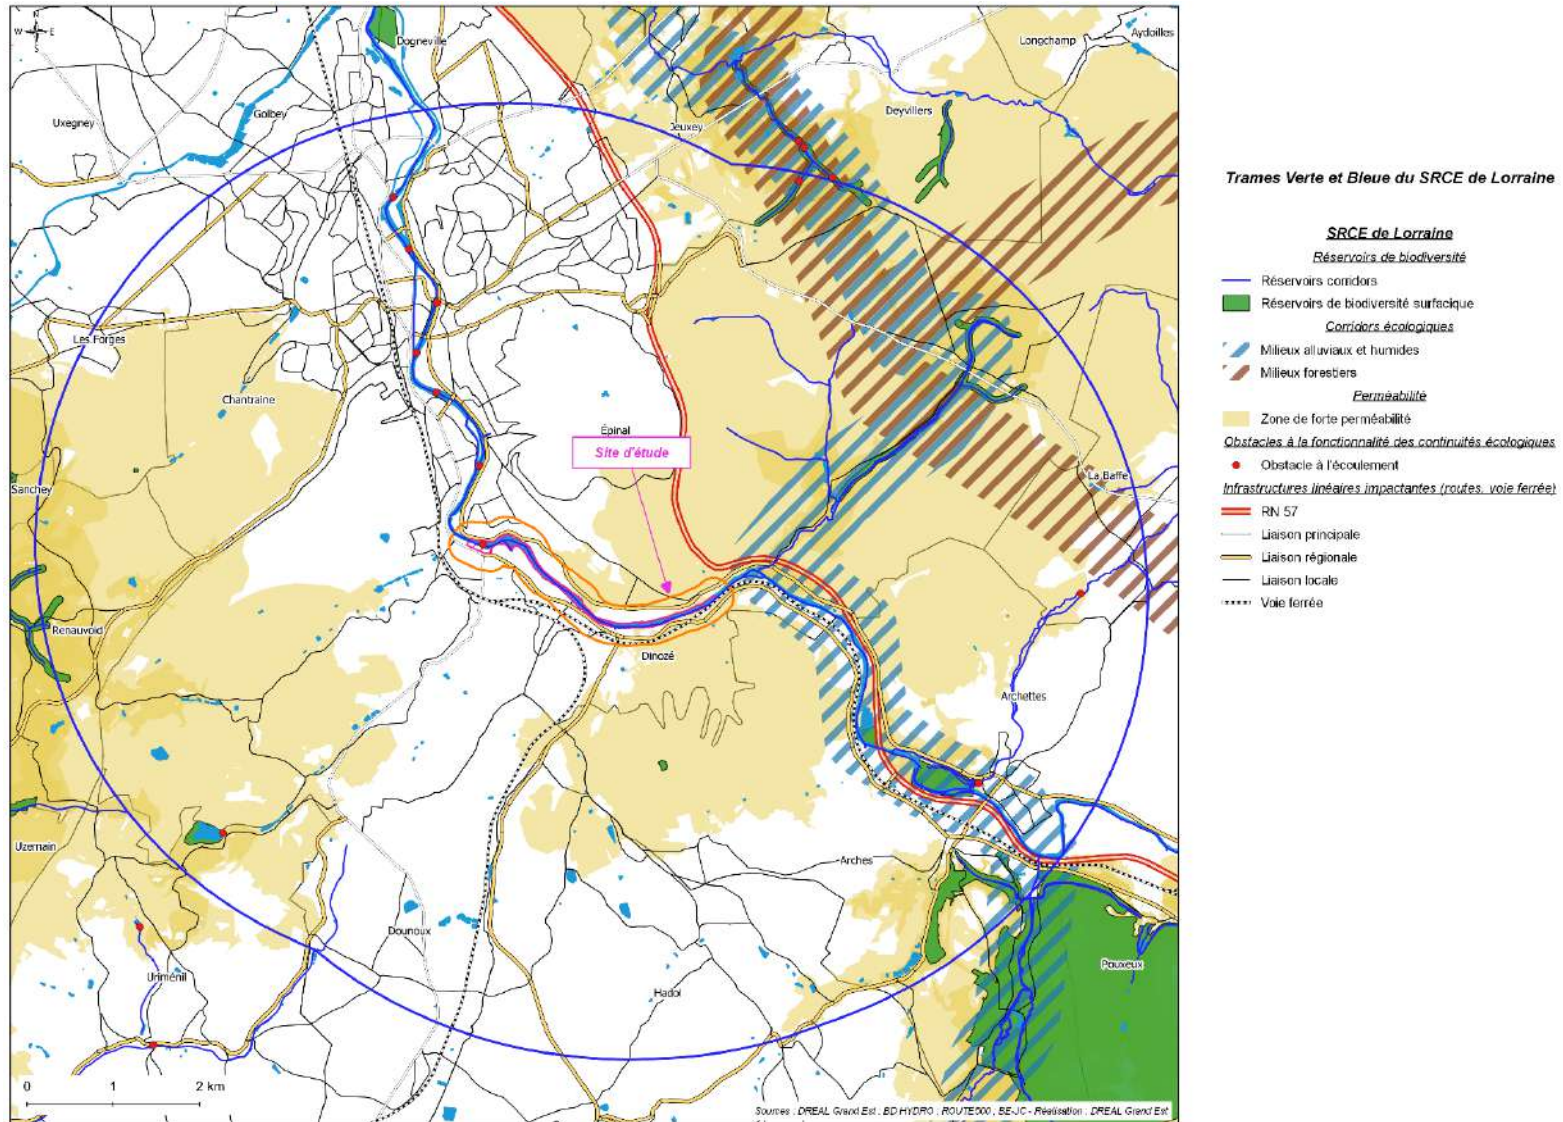 N
W E
S
Dogneville
Longchamp
Aydoilles
Golbey
Uxegney
Jeuxey
Deyvillers
Les Forges
Chantraine
Épinal
Site d'étude
La Baffe
Sanchey
Renauvoid
Dinozé
Archettes
Uzemain
Arches
Dounoux
Uriménil
Hadol
Pouxeux
0 1 2 km
Sources : DREAL Grand Est ; BD HYDRO ; ROUTE500 ; BE-JC - Réalisation : DREAL Grand Est
Trames Verte et Bleue du SRCE de Lorraine
SRCE de Lorraine
Réservoirs de biodiversité
Réservoirs corridors
Réservoirs de biodiversité surfacique
Corridors écologiques
Milieux alluviaux et humides
Milieux forestiers
Perméabilité
Zone de forte perméabilité
Obstacles à la fonctionnalité des continuités écologiques
Obstacle à l'écoulement
Infrastructures linéaires impactantes (routes, voie ferrée)
RN 57
Liaison principale
Liaison régionale
Liaison locale
Voie ferrée